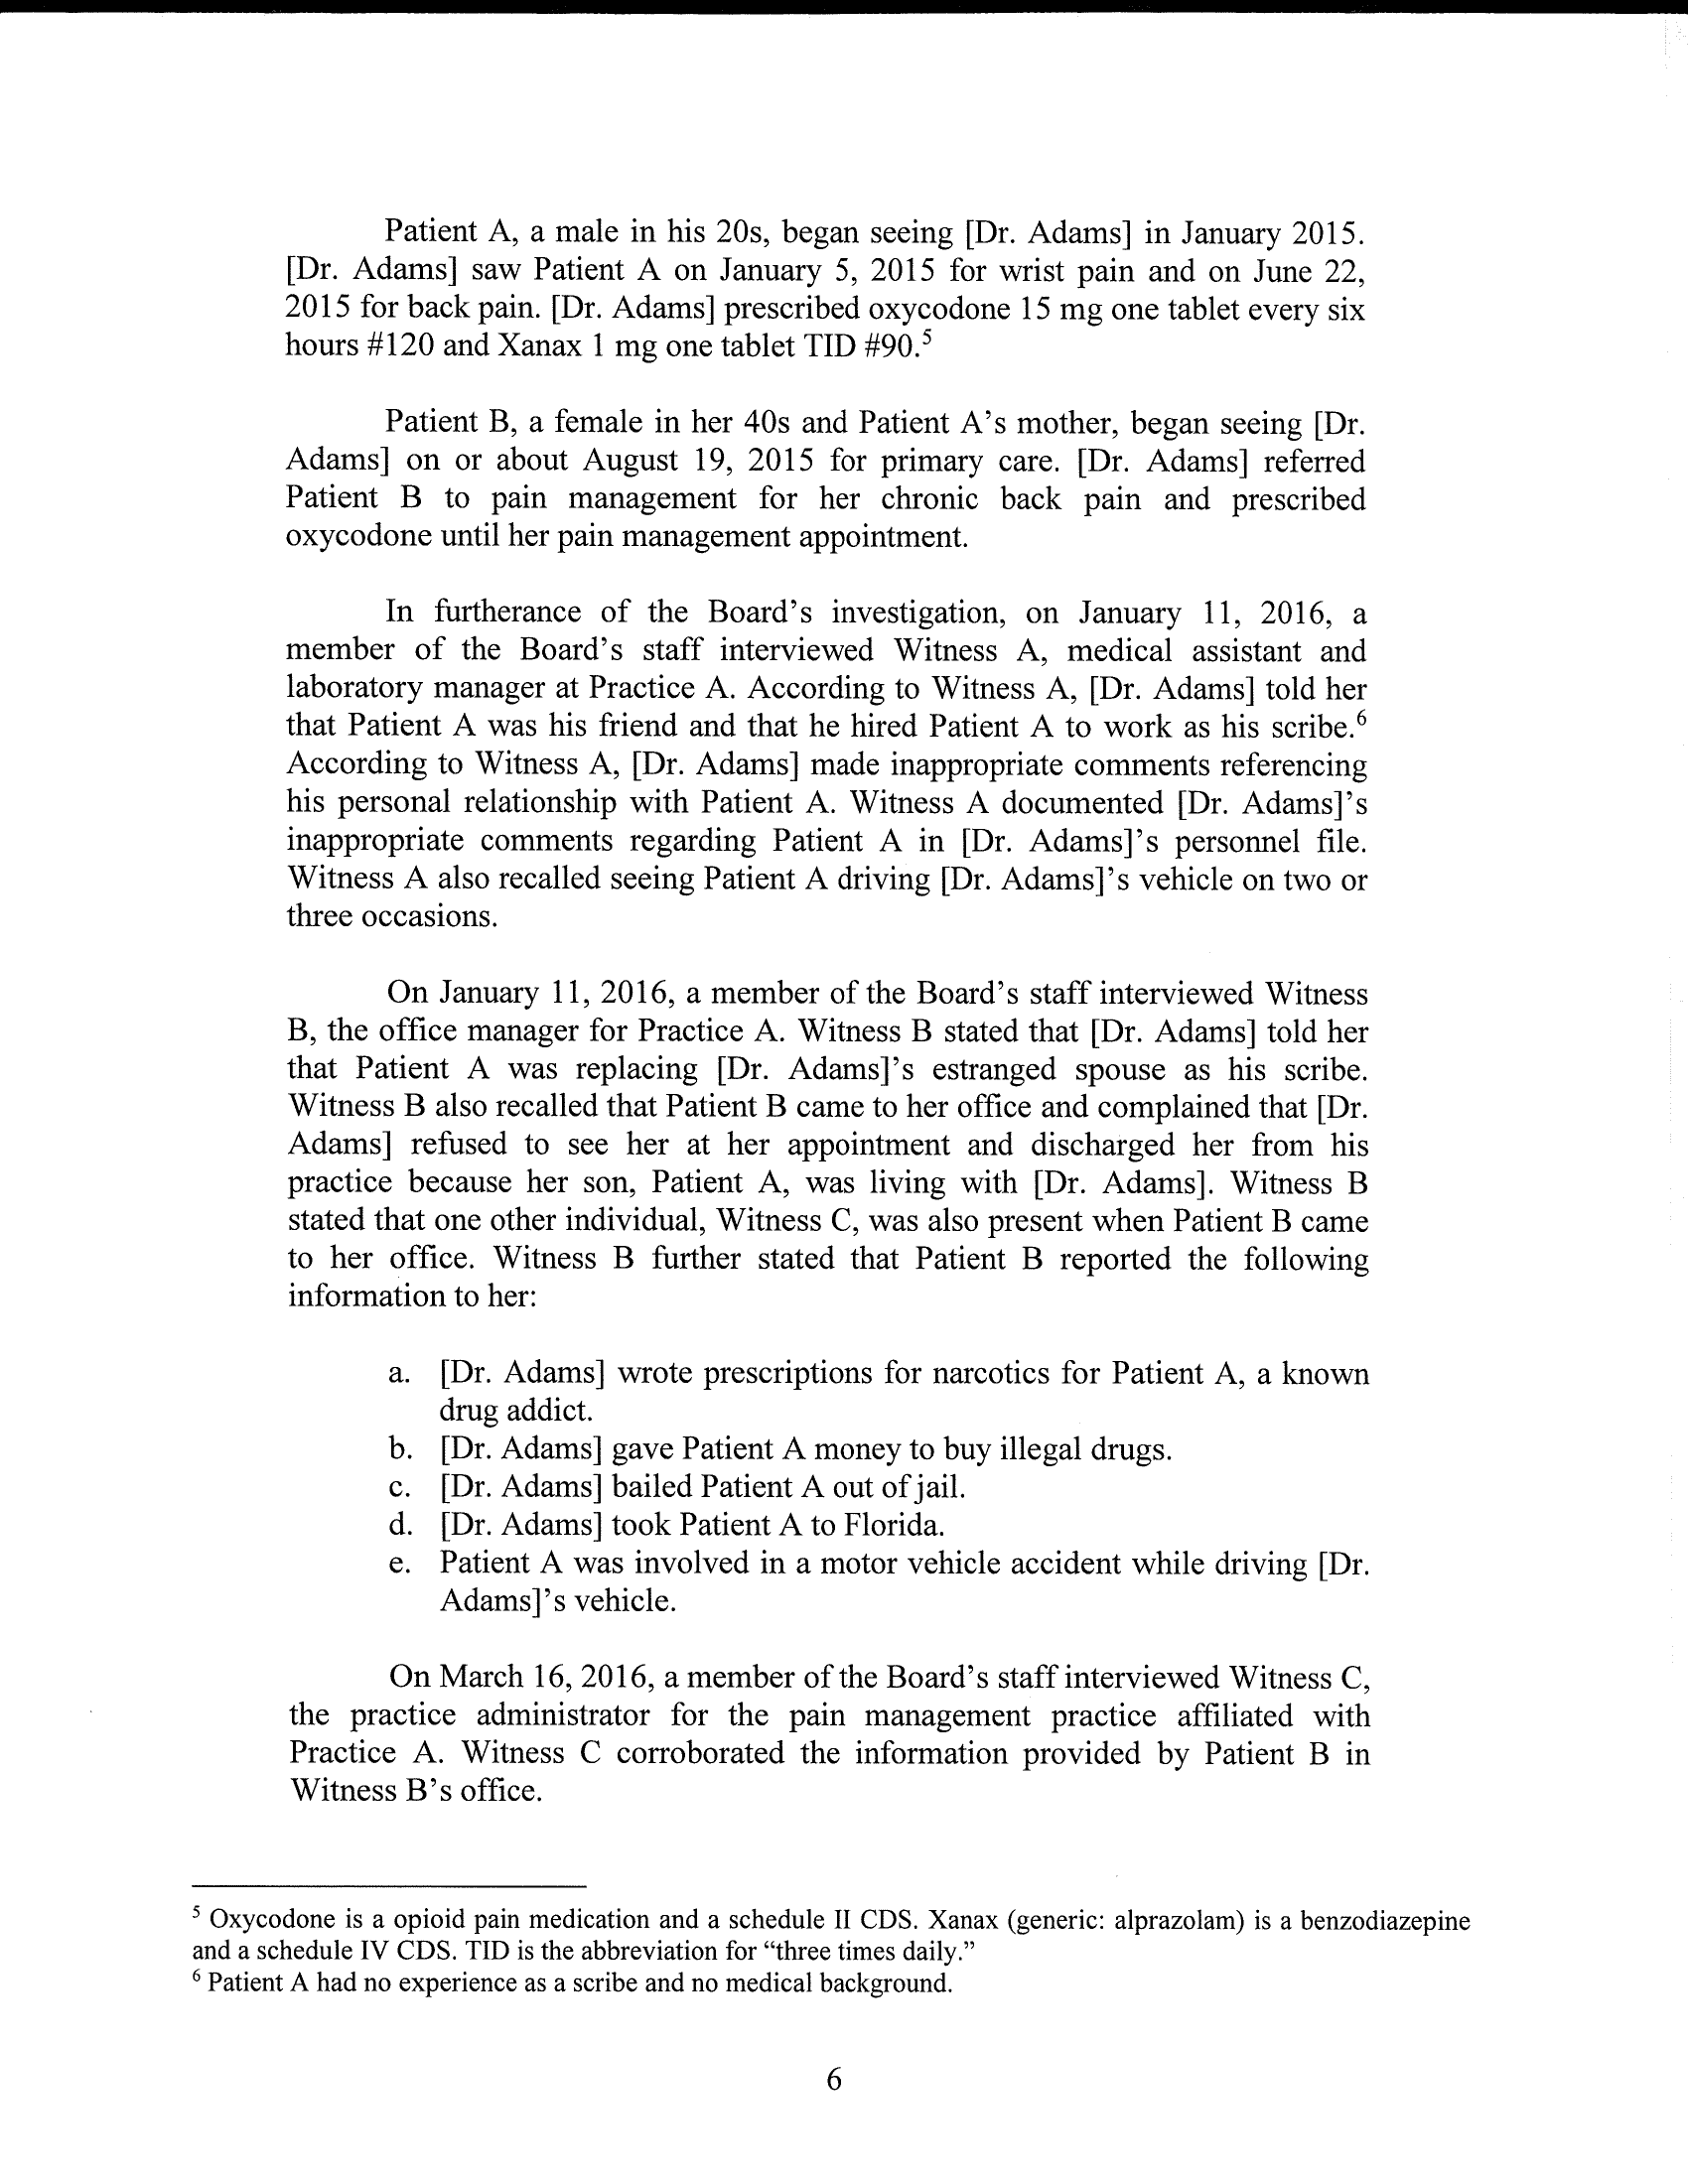 Patient A, a male in his 20s, began seeing [Dr. Adams] in January 2015.
[Dr. Adams] saw Patient A on January 5, 2015 for wrist pain and on June 22,
2015 for back pain. [Dr. Adams] prescribed oxycodone 15 mg one tablet every six
hours #120 and Xanax 1 mg one tablet TID #90.⁵
Patient B, a female in her 40s and Patient A's mother, began seeing [Dr.
Adams] on or about August 19, 2015 for primary care. [Dr. Adams] referred
Patient B to pain management for her chronic back pain and prescribed
oxycodone until her pain management appointment.
In furtherance of the Board's investigation, on January 11, 2016, a
member of the Board's staff interviewed Witness A, medical assistant and
laboratory manager at Practice A. According to Witness A, [Dr. Adams] told her
that Patient A was his friend and that he hired Patient A to work as his scribe.⁶
According to Witness A, [Dr. Adams] made inappropriate comments referencing
his personal relationship with Patient A. Witness A documented [Dr. Adams]'s
inappropriate comments regarding Patient A in [Dr. Adams]'s personnel file.
Witness A also recalled seeing Patient A driving [Dr. Adams]'s vehicle on two or
three occasions.
On January 11, 2016, a member of the Board's staff interviewed Witness
B, the office manager for Practice A. Witness B stated that [Dr. Adams] told her
that Patient A was replacing [Dr. Adams]'s estranged spouse as his scribe.
Witness B also recalled that Patient B came to her office and complained that [Dr.
Adams] refused to see her at her appointment and discharged her from his
practice because her son, Patient A, was living with [Dr. Adams]. Witness B
stated that one other individual, Witness C, was also present when Patient B came
to her office. Witness B further stated that Patient B reported the following
information to her:
a. [Dr. Adams] wrote prescriptions for narcotics for Patient A, a known
drug addict.
b. [Dr. Adams] gave Patient A money to buy illegal drugs.
c. [Dr. Adams] bailed Patient A out of jail.
d. [Dr. Adams] took Patient A to Florida.
e. Patient A was involved in a motor vehicle accident while driving [Dr.
Adams]'s vehicle.
On March 16, 2016, a member of the Board's staff interviewed Witness C,
the practice administrator for the pain management practice affiliated with
Practice A. Witness C corroborated the information provided by Patient B in
Witness B's office.
⁵ Oxycodone is a opioid pain medication and a schedule II CDS. Xanax (generic: alprazolam) is a benzodiazepine
and a schedule IV CDS. TID is the abbreviation for "three times daily."
⁶ Patient A had no experience as a scribe and no medical background.
6